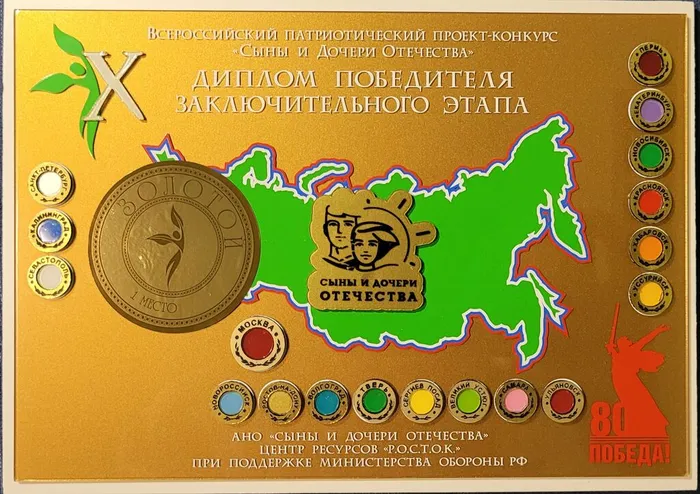 Всероссийский патриотический проект-конкурс
«Сыны и Дочери Отечества»
ДИПЛОМ ПОБЕДИТЕЛЯ
ЗАКЛЮЧИТЕЛЬНОГО ЭТАПА
X
ПЕРМЬ
ЕКАТЕРИНБУРГ
НОВОСИБИРСК
КРАСНОЯРСК
ХАБАРОВСК
УССУРИЙСК
САНКТ-ПЕТЕРБУРГ
КАЛИНИНГРАД
СЕВАСТОПОЛЬ
ЗОЛОТОЙ
1 МЕСТО
СЫНЫ И ДОЧЕРИ
ОТЕЧЕСТВА
МОСКВА
НОВОРОССИЙСК
РОСТОВ-НА-ДОНУ
ВОЛГОГРАД
ТВЕРЬ
СЕРГИЕВ ПОСАД
ВЕЛИКИЙ УСТЮГ
САМАРА
УЛЬЯНОВСК
80
ПОБЕДА!
АНО «СЫНЫ И ДОЧЕРИ ОТЕЧЕСТВА»
ЦЕНТР РЕСУРСОВ «Р.О.С.Т.О.К.»
ПРИ ПОДДЕРЖКЕ МИНИСТЕРСТВА ОБОРОНЫ РФ